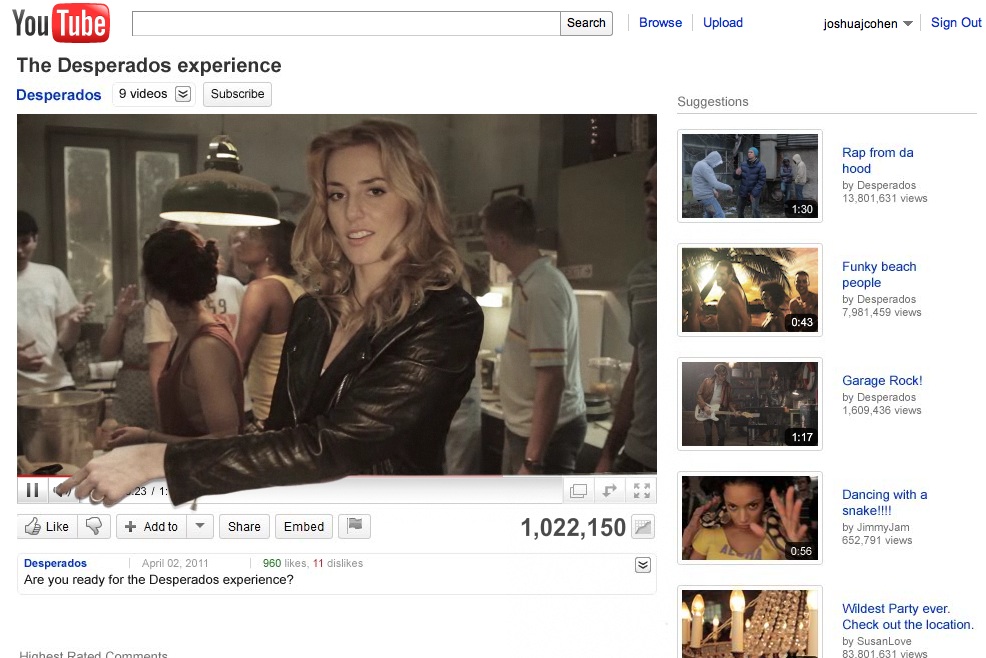 YouTube
Search
Browse
Upload
joshuajcohen
Sign Out
The Desperados experience
Desperados
9 videos
Subscribe
Suggestions
1:30
Rap from da
hood
by Desperados
13,801,631 views
0:43
Funky beach
people
by Desperados
7,981,459 views
1:17
Garage Rock!
by Desperados
1,609,436 views
0:56
Dancing with a
snake!!!!
by JimmyJam
652,791 views
Wildest Party ever.
Check out the location.
by SusanLove
83,801,631 views
59
:23 / 1:
Like
Add to
Share
Embed
1,022,150
Desperados
April 02, 2011
960 likes, 11 dislikes
Are you ready for the Desperados experience?
Highest Rated Comments